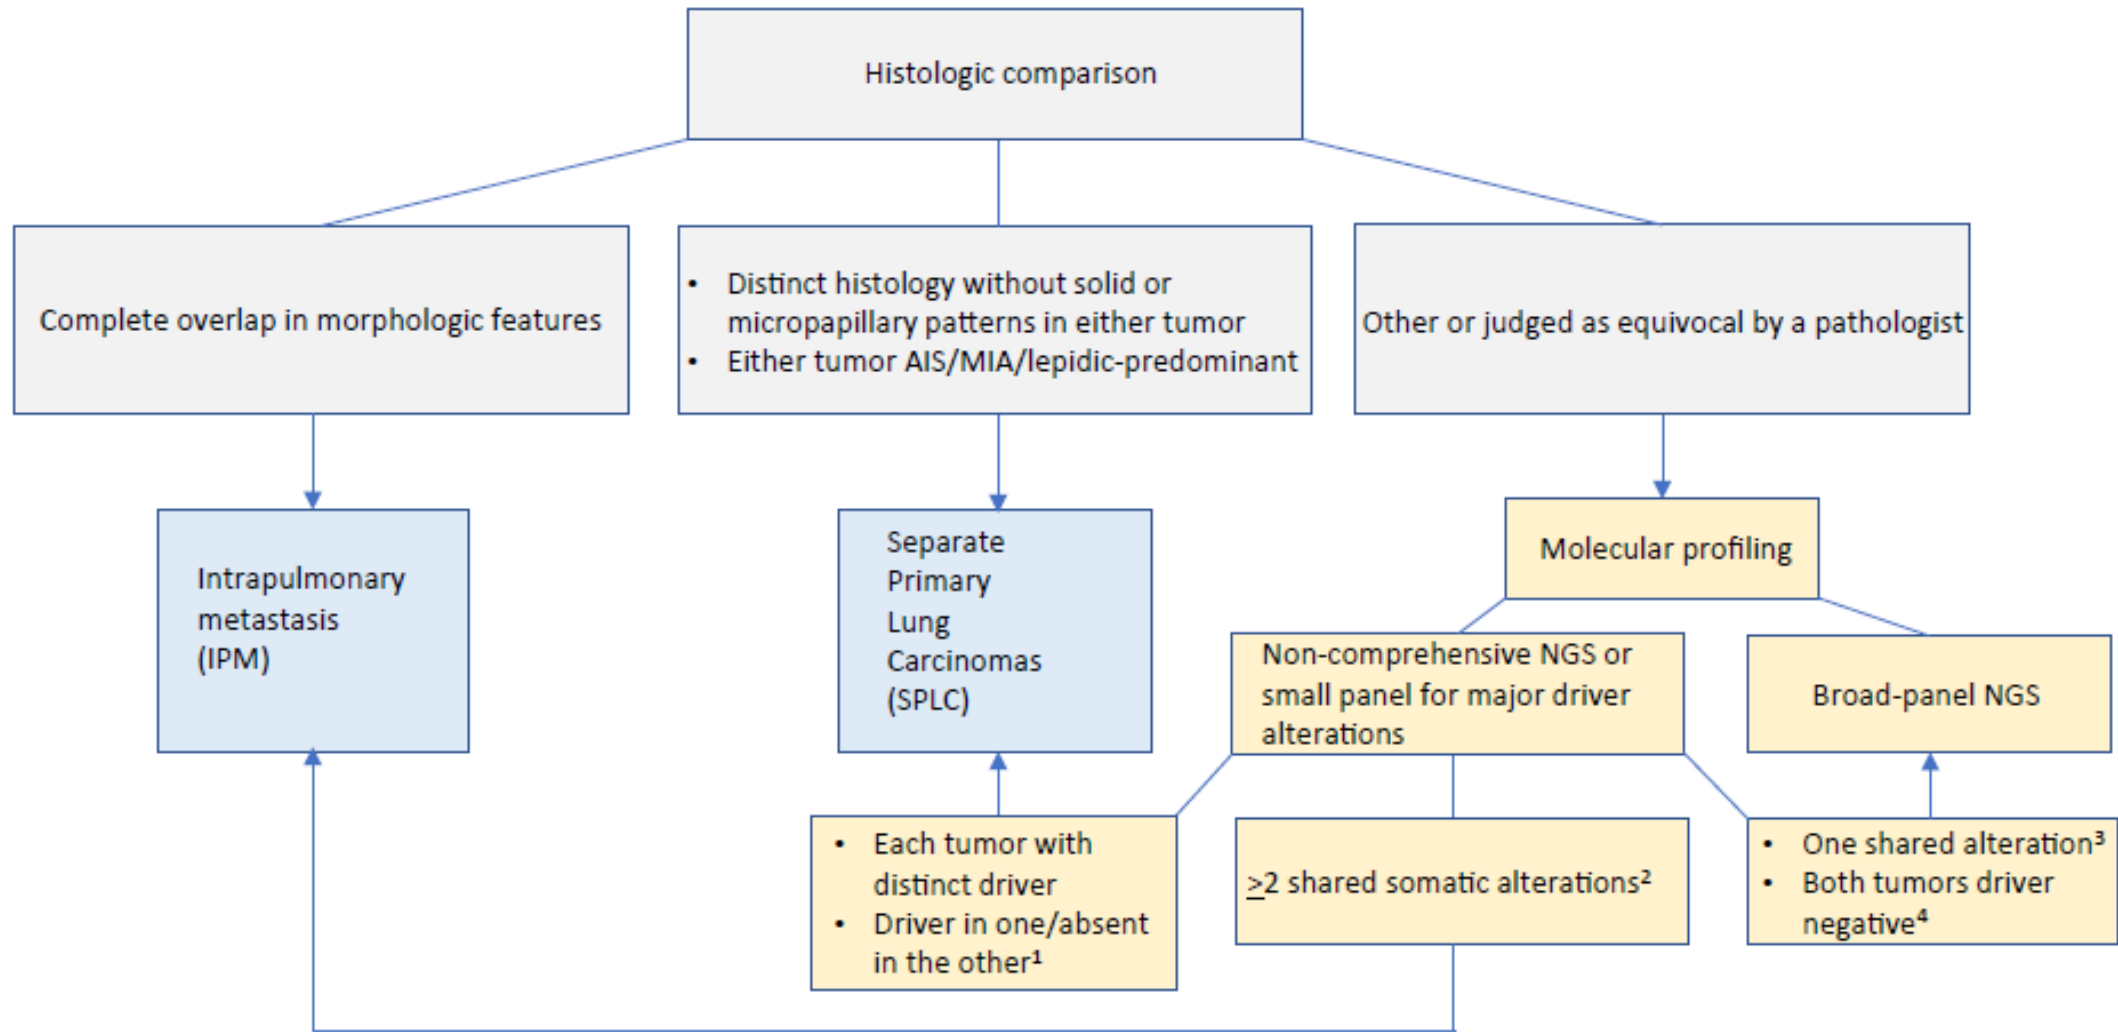 Histologic comparison
Complete overlap in morphologic features
• Distinct histology without solid or
micropapillary patterns in either tumor
• Either tumor AIS/MIA/lepidic-predominant
Other or judged as equivocal by a pathologist
Intrapulmonary
metastasis
(IPM)
Separate
Primary
Lung
Carcinomas
(SPLC)
Molecular profiling
Non-comprehensive NGS or
small panel for major driver
alterations
Broad-panel NGS
• Each tumor with
distinct driver
• Driver in one/absent
in the other¹
≥2 shared somatic alterations²
• One shared alteration³
• Both tumors driver
negative⁴